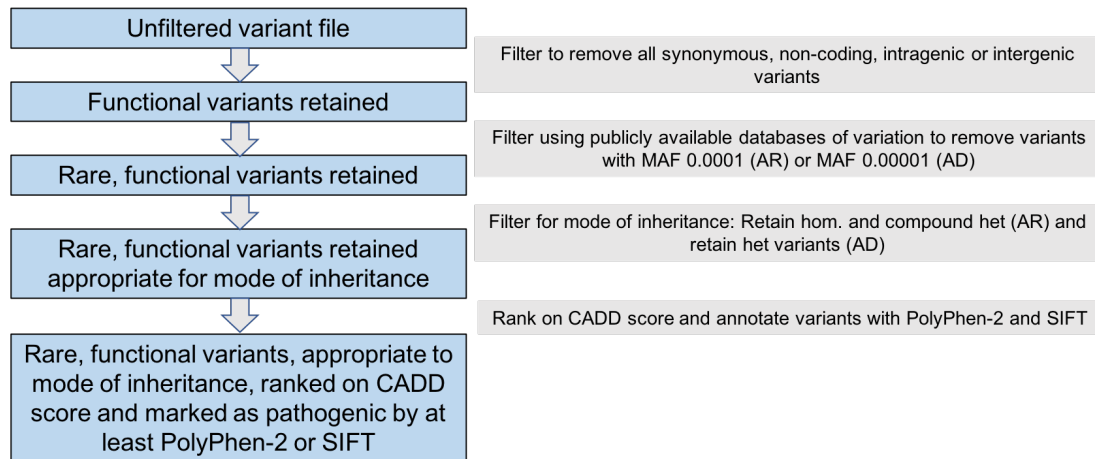 Unfiltered variant file
Filter to remove all synonymous, non-coding, intragenic or intergenic
variants
Functional variants retained
Filter using publicly available databases of variation to remove variants
with MAF 0.0001 (AR) or MAF 0.00001 (AD)
Rare, functional variants retained
Filter for mode of inheritance: Retain hom. and compound het (AR) and
retain het variants (AD)
Rare, functional variants retained
appropriate for mode of inheritance
Rank on CADD score and annotate variants with PolyPhen-2 and SIFT
Rare, functional variants, appropriate to
mode of inheritance, ranked on CADD
score and marked as pathogenic by at
least PolyPhen-2 or SIFT